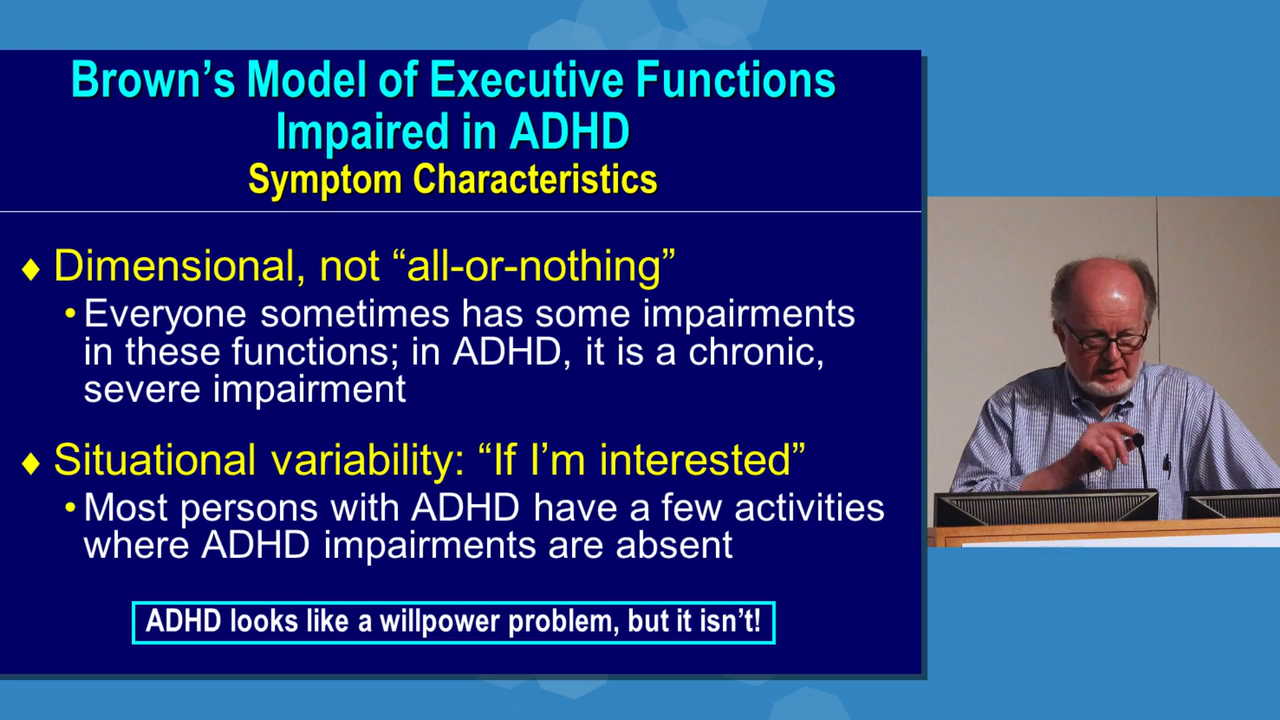 Brown’s Model of Executive Functions
Impaired in ADHD
Symptom Characteristics
♦ Dimensional, not “all-or-nothing”
• Everyone sometimes has some impairments
in these functions; in ADHD, it is a chronic,
severe impairment
♦ Situational variability: “If I’m interested”
• Most persons with ADHD have a few activities
where ADHD impairments are absent
ADHD looks like a willpower problem, but it isn’t!